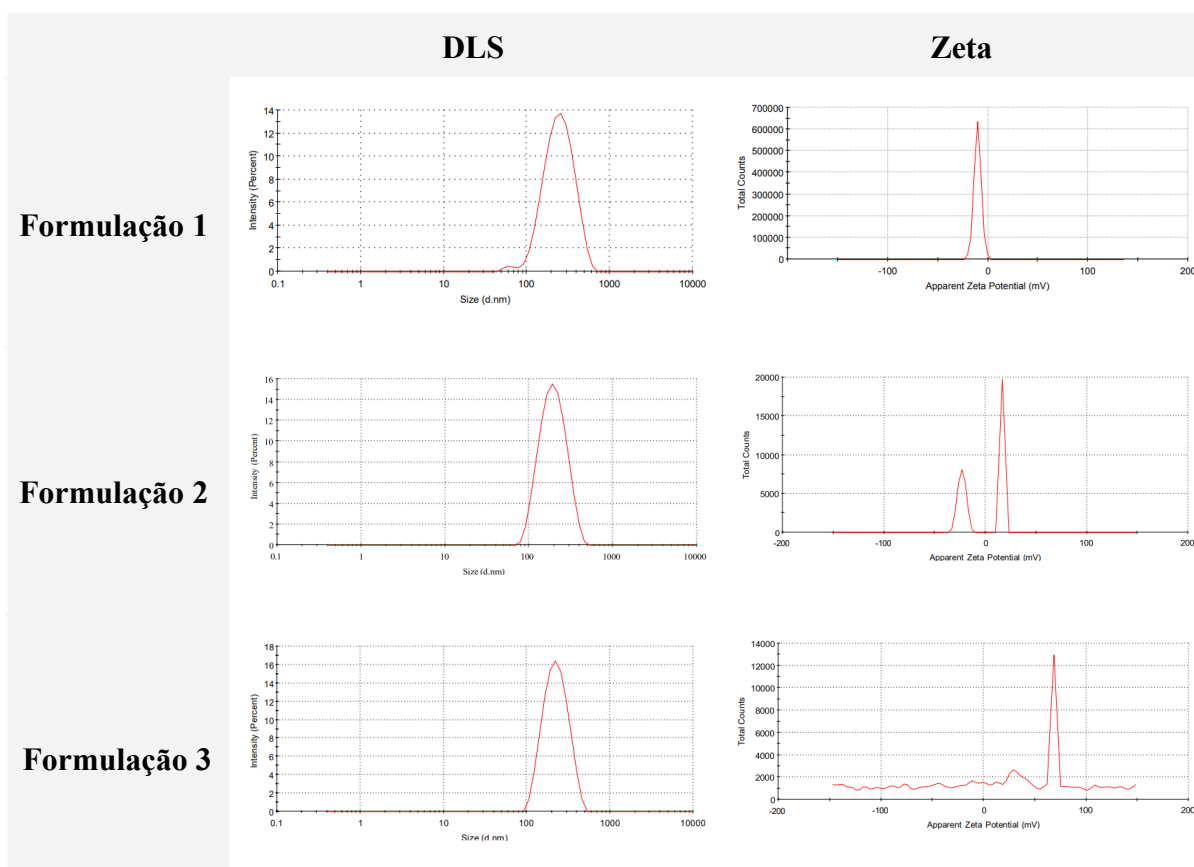 DLS Zeta
Formulação 1
14
12
10
8
6
4
2
0
0.1 1 10 100 1000 10000
Intensity (Percent)
Size (d.nm)
700000
600000
500000
400000
300000
200000
100000
0
-100 0 100 200
Total Counts
Apparent Zeta Potential (mV)
Formulação 2
16
14
12
10
8
6
4
2
0
0.1 1 10 100 1000 10000
Intensity (Percent)
Size (d.nm)
20000
15000
10000
5000
0
-200 -100 0 100 200
Total Counts
Apparent Zeta Potential (mV)
Formulação 3
18
16
14
12
10
8
6
4
2
0
0.1 1 10 100 1000 10000
Intensity (Percent)
Size (d.nm)
14000
12000
10000
8000
6000
4000
2000
0
-200 -100 0 100 200
Total Counts
Apparent Zeta Potential (mV)